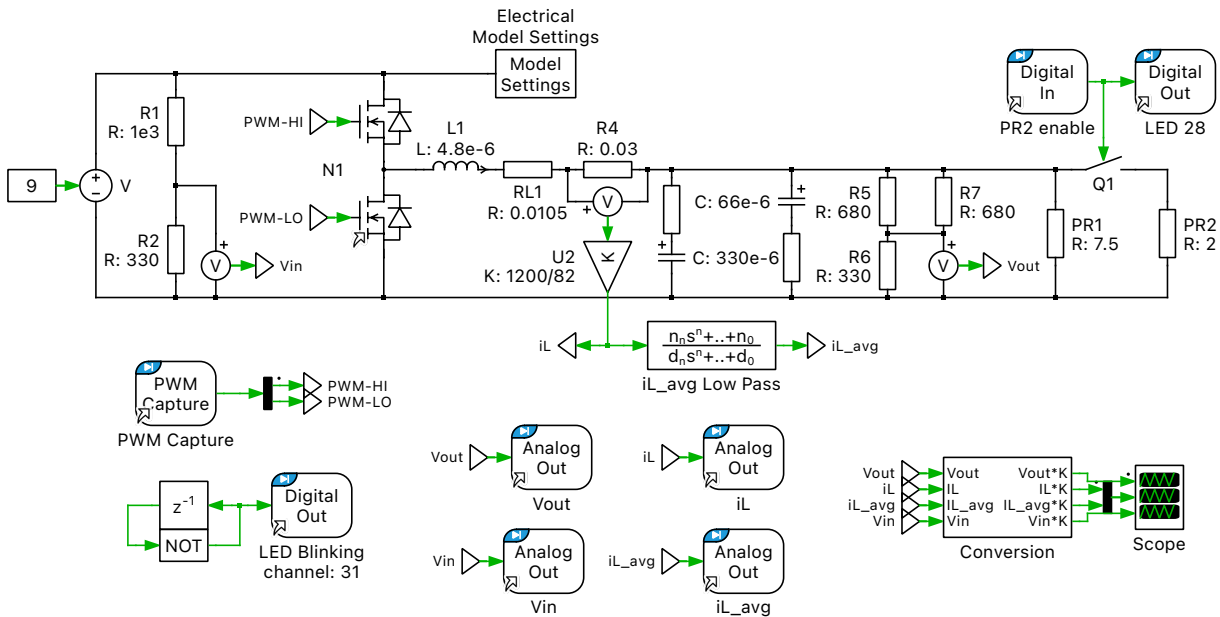 Electrical
Model Settings
Model
Settings
Digital
In
PR2 enable
Digital
Out
LED 28
9
V
R1
R: 1e3
R2
R: 330
V
Vin
PWM-HI
N1
PWM-LO
L1
L: 4.8e-6
RL1
R: 0.0105
R4
R: 0.03
V
U2
K: 1200/82
K
C: 66e-6
C: 330e-6
R5
R: 680
R6
R: 330
R7
R: 680
V
Vout
Q1
PR1
R: 7.5
PR2
R: 2
iL
nₙsⁿ+..+n₀
dₙsⁿ+..+d₀
iL_avg
iL_avg Low Pass
PWM
Capture
PWM Capture
PWM-HI
PWM-LO
z⁻¹
NOT
Digital
Out
LED Blinking
channel: 31
Vout
Analog
Out
Vout
iL
Analog
Out
iL
Vin
Analog
Out
Vin
iL_avg
Analog
Out
iL_avg
Vout
iL
iL_avg
Vin
Vout
IL
IL_avg
Vin
Vout*K
IL*K
IL_avg*K
Vin*K
Conversion
Scope